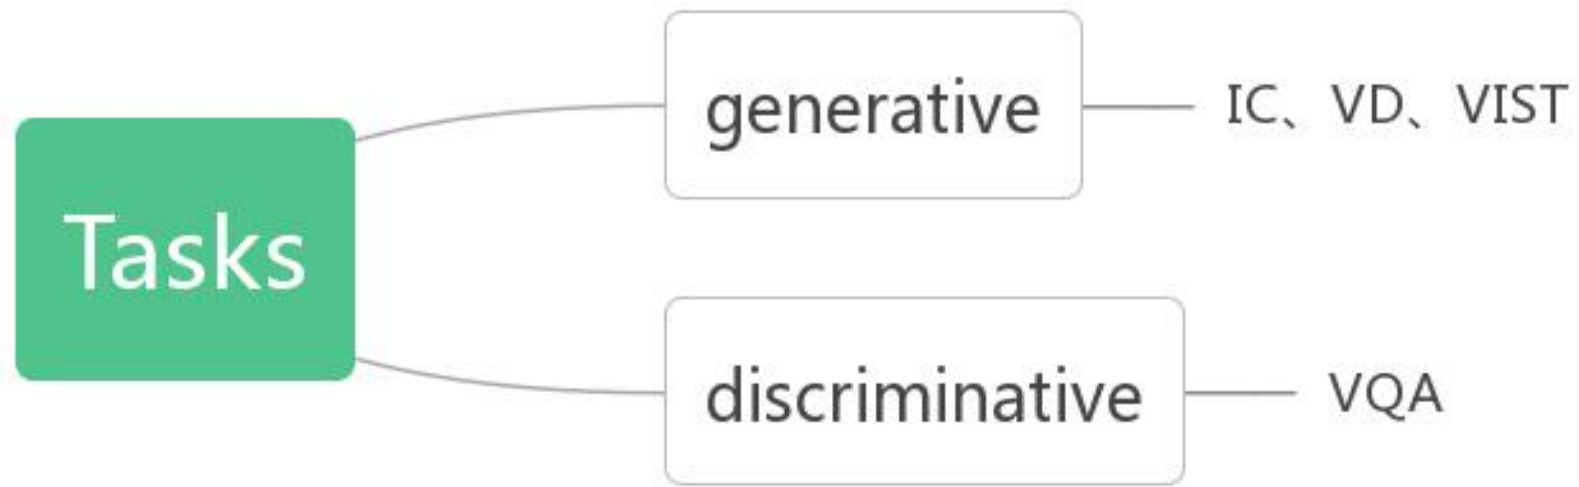 Tasks
generative
IC、VD、VIST
discriminative
VQA